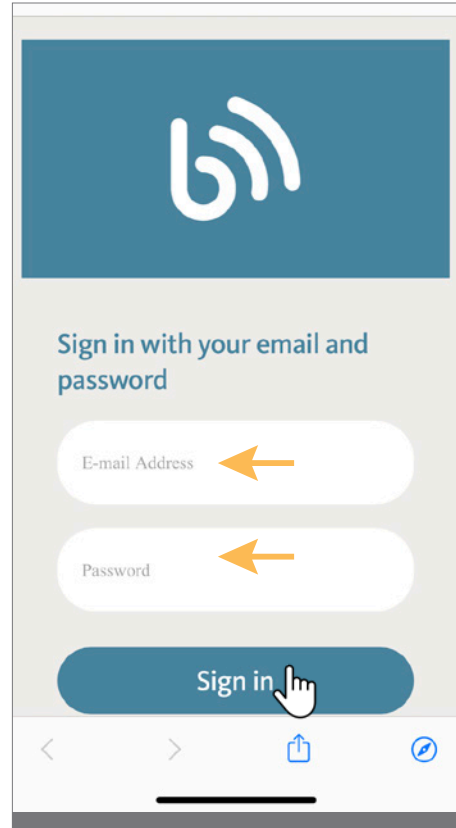 Sign in with your email and
password
E-mail Address
Password
Sign in